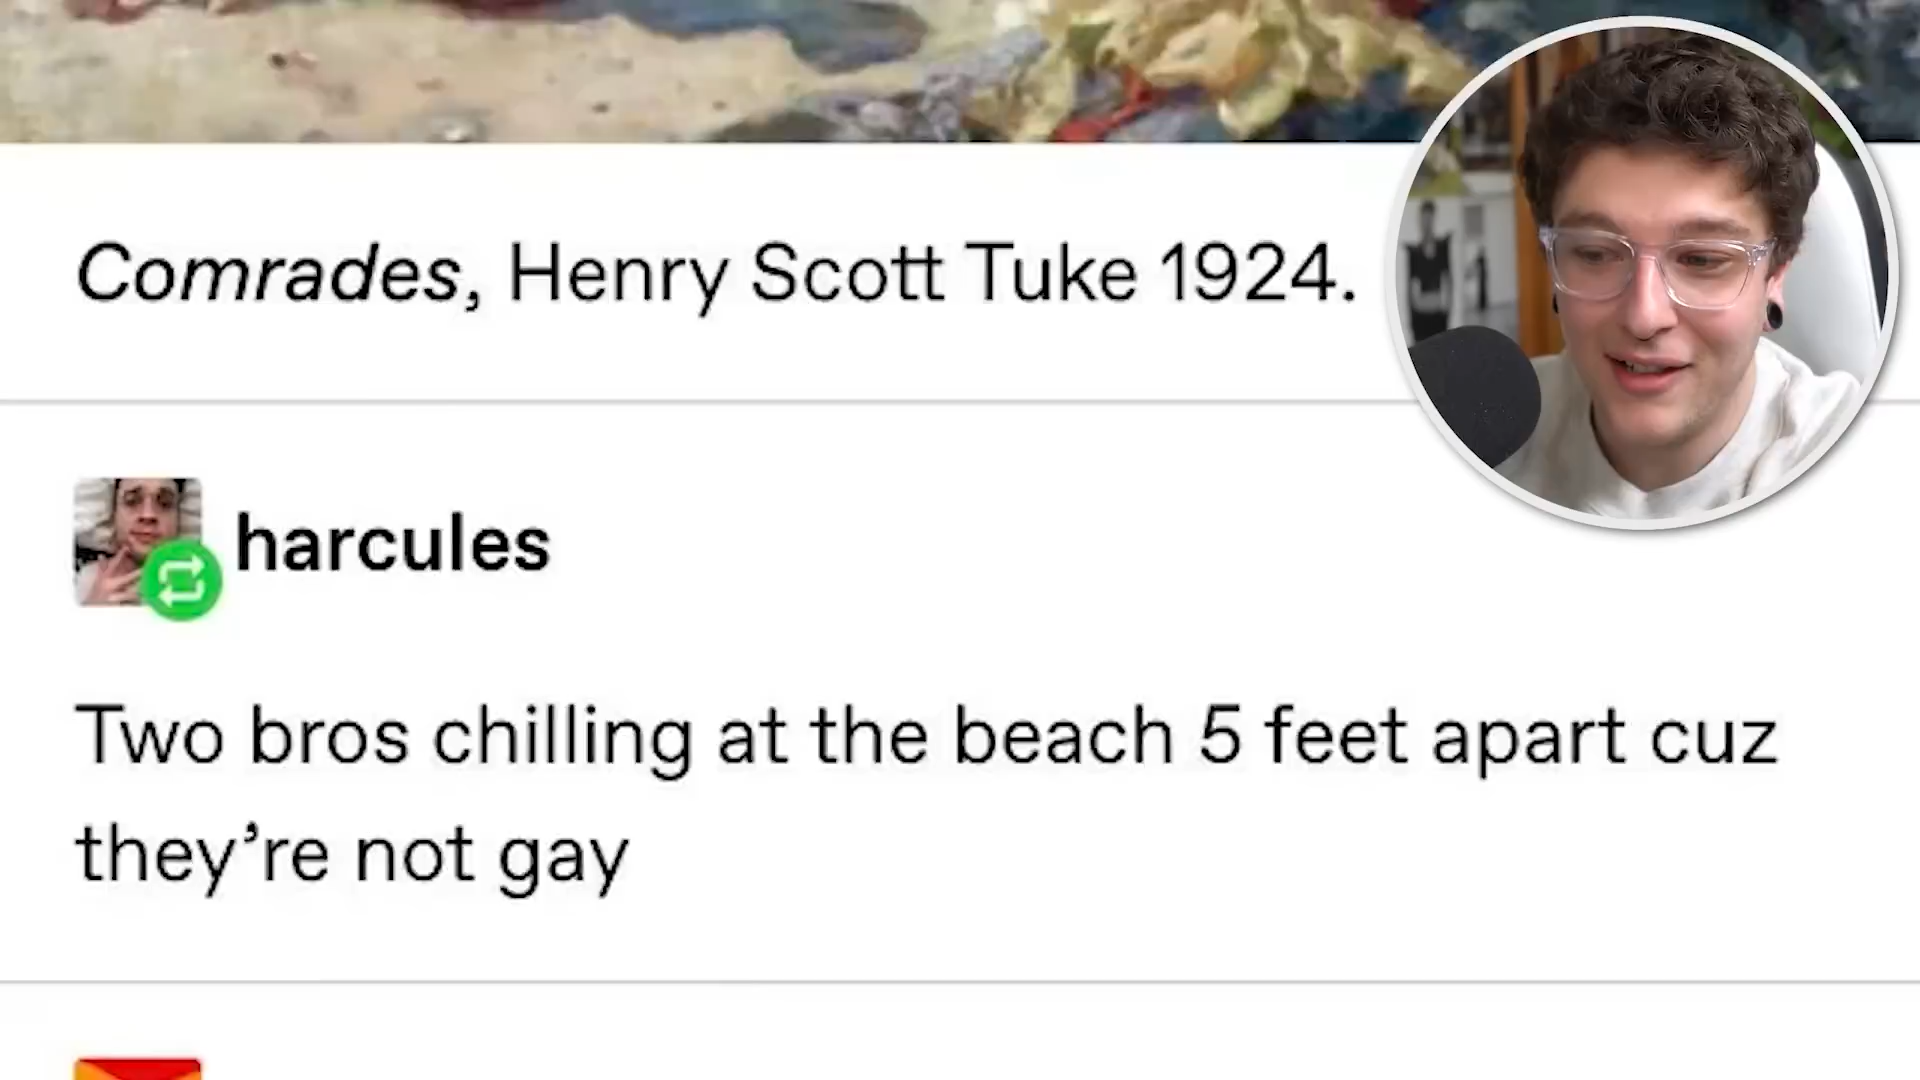 Comrades, Henry Scott Tuke 1924.
harcules
Two bros chilling at the beach 5 feet apart cuz
they’re not gay